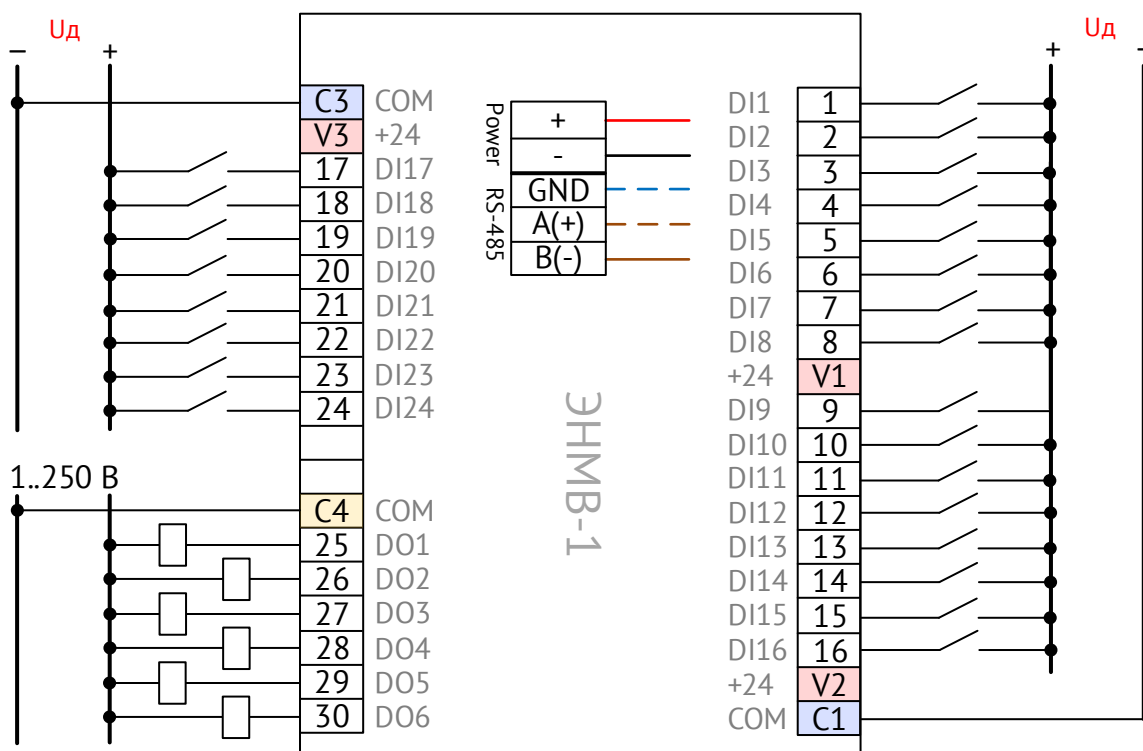 Uд
− +
C3 COM
V3 +24
17 DI17
18 DI18
19 DI19
20 DI20
21 DI21
22 DI22
23 DI23
24 DI24
1..250 В
C4 COM
25 DO1
26 DO2
27 DO3
28 DO4
29 DO5
30 DO6
Power
+
-
RS-485
GND
A(+)
B(-)
ЭНМВ-1
Uд
+ −
DI1 1
DI2 2
DI3 3
DI4 4
DI5 5
DI6 6
DI7 7
DI8 8
+24 V1
DI9 9
DI10 10
DI11 11
DI12 12
DI13 13
DI14 14
DI15 15
DI16 16
+24 V2
COM C1